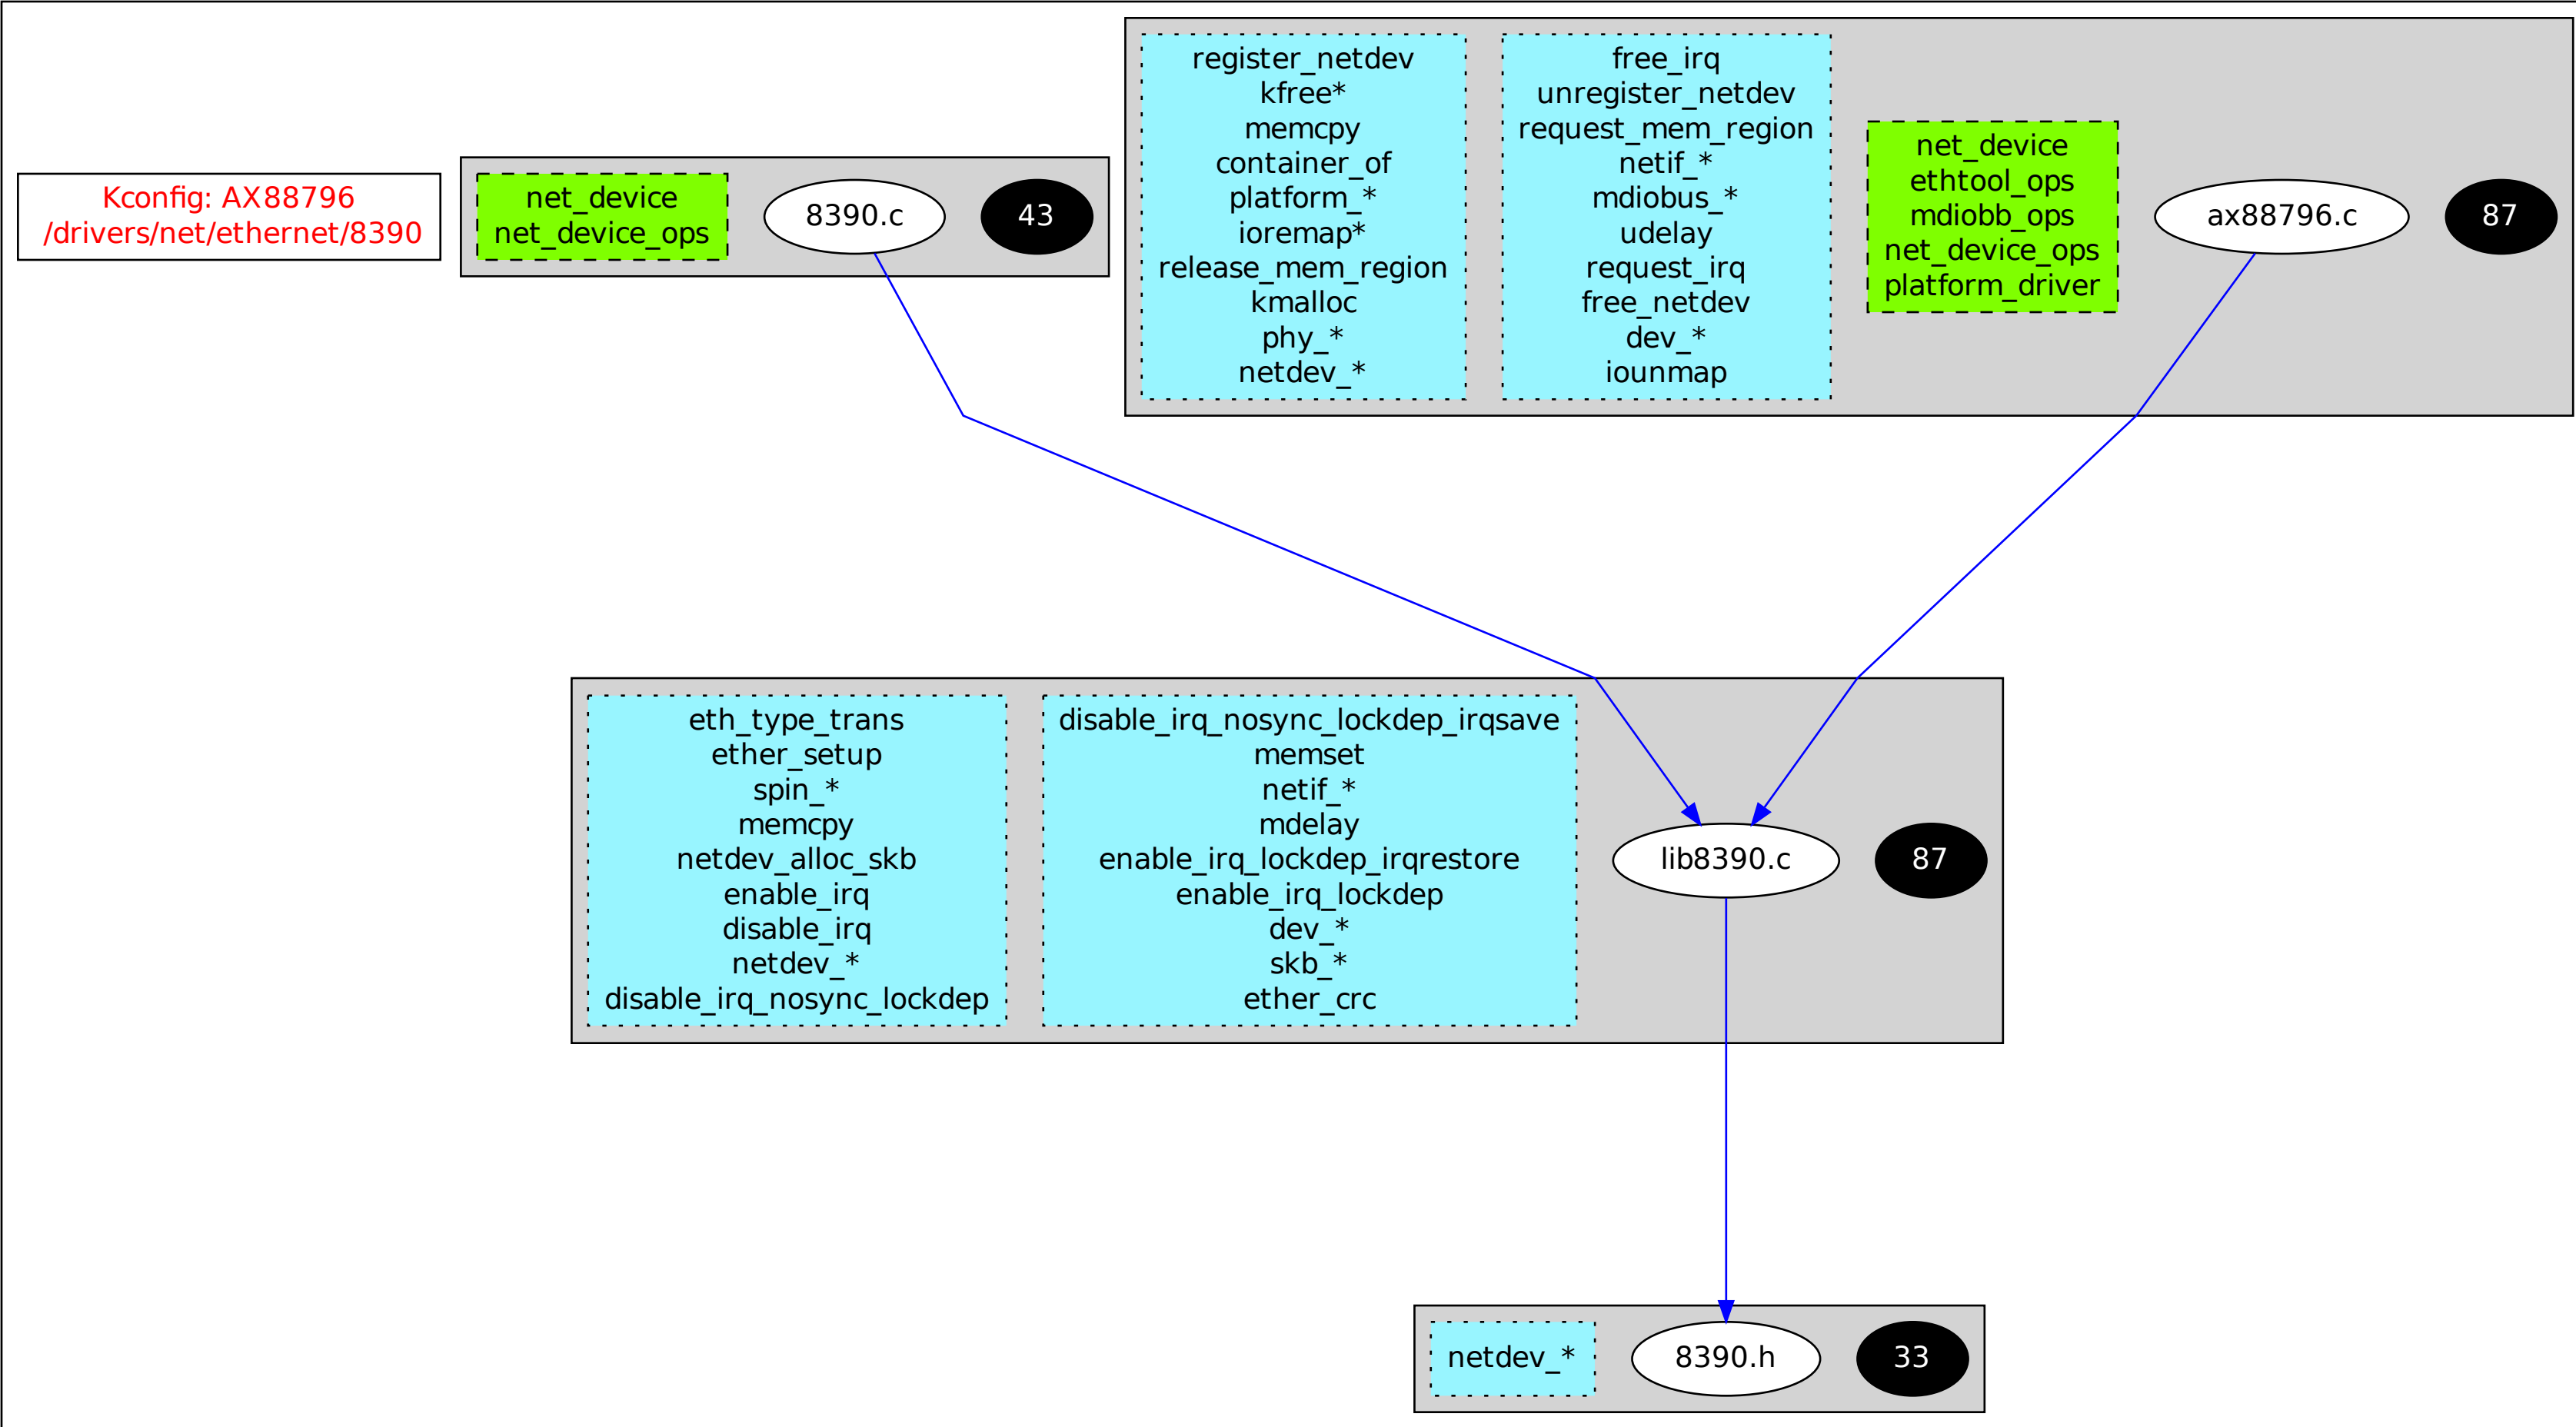 Kconfig: AX88796
/drivers/net/ethernet/8390
net_device
net_device_ops
8390.c
43
register_netdev
kfree*
memcpy
container_of
platform_*
ioremap*
release_mem_region
kmalloc
phy_*
netdev_*
free_irq
unregister_netdev
request_mem_region
netif_*
mdiobus_*
udelay
request_irq
free_netdev
dev_*
iounmap
net_device
ethtool_ops
mdiobb_ops
net_device_ops
platform_driver
ax88796.c
87
eth_type_trans
ether_setup
spin_*
memcpy
netdev_alloc_skb
enable_irq
disable_irq
netdev_*
disable_irq_nosync_lockdep
disable_irq_nosync_lockdep_irqsave
memset
netif_*
mdelay
enable_irq_lockdep_irqrestore
enable_irq_lockdep
dev_*
skb_*
ether_crc
lib8390.c
87
netdev_*
8390.h
33